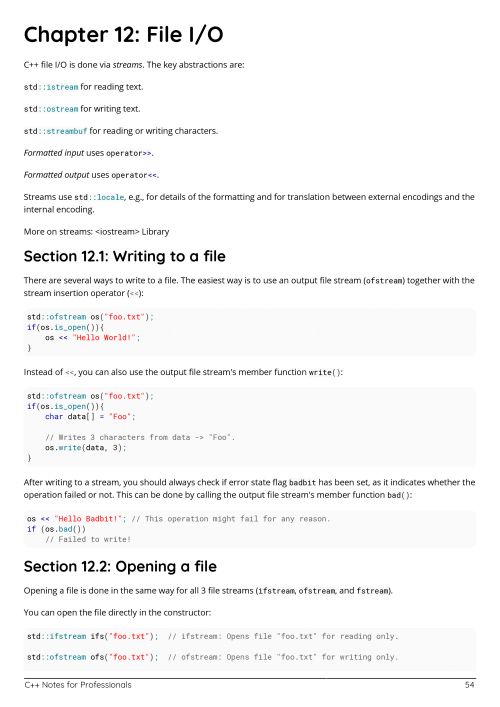 Chapter 12: File I/O
C++ file I/O is done via streams. The key abstractions are:
std::istream for reading text.
std::ostream for writing text.
std::streambuf for reading or writing characters.
Formatted input uses operator>>.
Formatted output uses operator<<.
Streams use std::locale, e.g., for details of the formatting and for translation between external encodings and the
internal encoding.
More on streams: <iostream> Library
Section 12.1: Writing to a file
There are several ways to write to a file. The easiest way is to use an output file stream (ofstream) together with the
stream insertion operator (<<):
std::ofstream os("foo.txt");
if(os.is_open()){
    os << "Hello World!";
}
Instead of <<, you can also use the output file stream's member function write():
std::ofstream os("foo.txt");
if(os.is_open()){
    char data[] = "Foo";
    // Writes 3 characters from data -> "Foo".
    os.write(data, 3);
}
After writing to a stream, you should always check if error state flag badbit has been set, as it indicates whether the
operation failed or not. This can be done by calling the output file stream's member function bad():
os << "Hello Badbit!"; // This operation might fail for any reason.
if (os.bad())
    // Failed to write!
Section 12.2: Opening a file
Opening a file is done in the same way for all 3 file streams (ifstream, ofstream, and fstream).
You can open the file directly in the constructor:
std::ifstream ifs("foo.txt");  // ifstream: Opens file "foo.txt" for reading only.
std::ofstream ofs("foo.txt");  // ofstream: Opens file "foo.txt" for writing only.
C++ Notes for Professionals 54